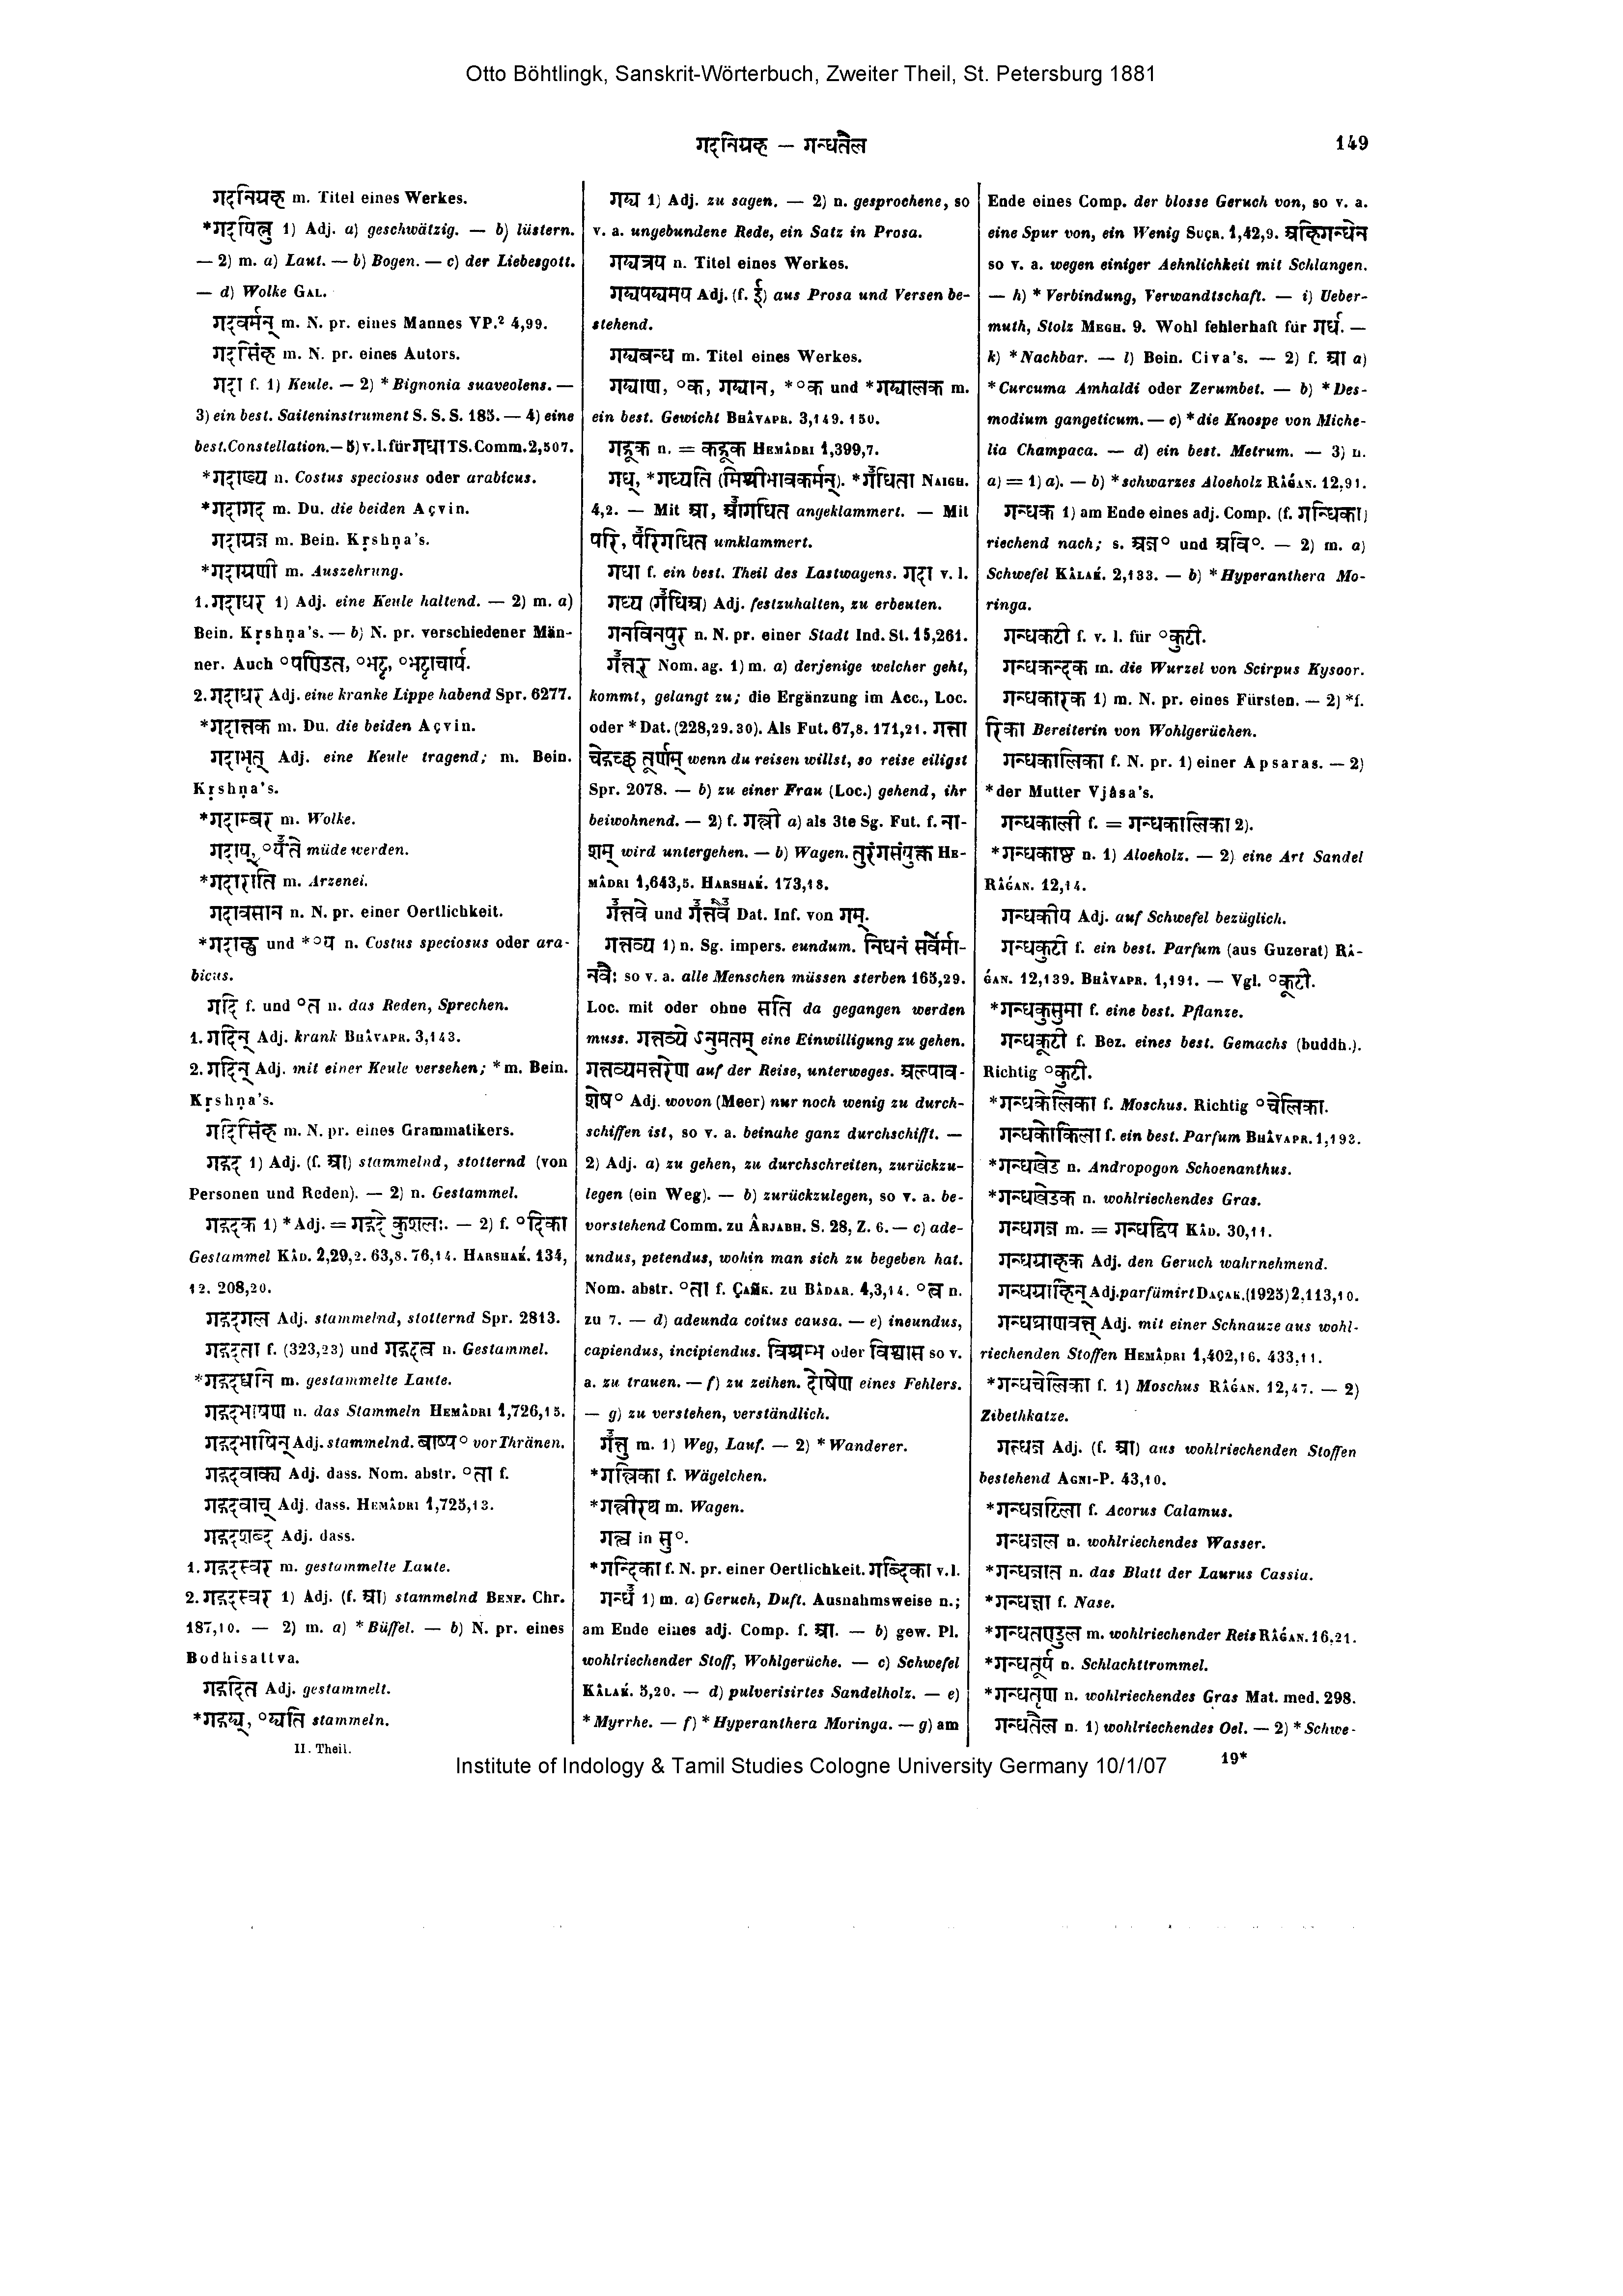 Otto Böhtlingk, Sanskrit-Wörterbuch, Zweiter Theil, St. Petersburg 1881
गदनिग्रह — गन्धतैल
149
गदनिग्रह m. Titel eines Werkes.
*गदयित्नु 1) Adj. a) geschwätzig. — b) lüstern.
— 2) m. a) Laut. — b) Bogen. — c) der Liebesgott.
— d) Wolke GAL.
गदवर्मन् m. N. pr. eines Mannes VP.² 4,99.
गदसिंह m. N. pr. eines Autors.
गदा f. 1) Keule. — 2) * Bignonia suaveolens. —
3) ein best. Saiteninstrument S. S. S. 185. — 4) eine
best. Constellation. — 5) v. l. für गधा TS. Comm. 2,507.
*गदाख्य n. Costus speciosus oder arabicus.
*गदागद m. Du. die beiden Açvin.
गदाग्रज m. Bein. Kṛshṇa's.
*गदाग्रणी m. Auszehrung.
1. गदाधर 1) Adj. eine Keule haltend. — 2) m. a)
Bein. Kṛshṇa's. — b) N. pr. verschiedener Män-
ner. Auch °पण्डित, °भट्ट, °भट्टाचार्य.
2. गदाधर Adj. eine kranke Lippe habend Spr. 6277.
*गदान्तक m. Du. die beiden Açvin.
गदाभृत् Adj. eine Keule tragend; m. Bein.
Kṛshṇa's.
*गदाम्बर m. Wolke.
गदाय्, °यँते müde werden.
*गदाराति m. Arzenei.
गदावसान n. N. pr. einer Oertlichkeit.
*गदाह्व und *°य n. Costus speciosus oder ara-
bicus.
गदि f. und °त n. das Reden, Sprechen.
1. गदिन् Adj. krank BHÂVAPR. 3,143.
2. गदिन् Adj. mit einer Keule versehen; * m. Bein.
Kṛshṇa's.
गदिसिंह m. N. pr. eines Grammatikers.
गद्गद 1) Adj. (f. आ) stammelnd, stotternd (von
Personen und Reden). — 2) n. Gestammel.
गद्गदक 1) * Adj. = गद्गदे कुशलः. — 2) f. °दिका
Gestammel KÂD. 2,29,2. 63,8. 76,14. HARSHAḰ. 134,
12. 208,20.
गद्गदगल Adj. stammelnd, stotternd Spr. 2813.
गद्गदता f. (323,23) und गद्गदत्व n. Gestammel.
*गद्गदध्वनि m. gestammelte Laute.
गद्गदभाषण n. das Stammeln HEMÂDRI 1,726,15.
गद्गदभाषिन् Adj. stammelnd. बाष्प° vor Thränen.
गद्गदवाक्य Adj. dass. Nom. abstr. °ता f.
गद्गदवाच् Adj. dass. HEMÂDRI 1,725,13.
गद्गदशब्द Adj. dass.
1. गद्गदस्वर m. gestammelte Laute.
2. गद्गदस्वर 1) Adj. (f. आ) stammelnd BENF. Chr.
187,10. — 2) m. a) * Büffel. — b) N. pr. eines
Bodhisattva.
गद्गदित Adj. gestammelt.
*गद्गद्य्, °द्यति stammeln.
II. Theil.
गद्य 1) Adj. zu sagen. — 2) n. gesprochene, so
v. a. ungebundene Rede, ein Satz in Prosa.
गद्यत्रय n. Titel eines Werkes.
गद्यपद्यमय Adj. (f. ई) aus Prosa und Versen be-
stehend.
गद्यबन्ध m. Titel eines Werkes.
गद्याण, °क, गद्यान, *°क und *गद्यालक m.
ein best. Gewicht BHÂVAPR. 3,149. 150.
गद्रूक n. = कद्रूक HEMÂDRI 1,399,7.
गध्, *गध्यति (मिश्रीभावकर्मन्). *गँधिता NAIGH.
4,2. — Mit आ, आँगधित angeklammert. — Mit
परि, पँरिगधित umklammert.
गधा f. ein best. Theil des Lastwagens. गदा v. l.
गध्य (गँधिअ) Adj. festzuhalten, zu erbeuten.
गनविनपुर n. N. pr. einer Stadt Ind. St. 15,261.
गँन्तर् Nom. ag. 1) m. a) derjenige welcher geht,
kommt, gelangt zu; die Ergänzung im Acc., Loc.
oder * Dat. (228,29. 30). Als Fut. 67,8. 171,21. गन्ता
चेद्गच्छ तूर्णम् wenn du reisen willst, so reise eiligst
Spr. 2078. — b) zu einer Frau (Loc.) gehend, ihr
beiwohnend. — 2) f. गन्त्री a) als 3te Sg. Fut. f. ना-
शम् wird untergehen. — b) Wagen. तुरंगसंयुक्त HE-
MÂDRI 1,643,5. HARSHAḰ. 173,18.
गँन्तवे und गँन्तवैँ Dat. Inf. von गम्.
गन्तव्य 1) n. Sg. impers. eundum. निधनं सर्वैर्मा-
नवैः so v. a. alle Menschen müssen sterben 165,29.
Loc. mit oder ohne सति da gegangen werden
muss. गन्तव्ये ऽनुमतम् eine Einwilligung zu gehen.
गन्तव्यमन्तरेण auf der Reise, unterweges. अल्पाव-
शेष° Adj. wovon (Meer) nur noch wenig zu durch-
schiffen ist, so v. a. beinahe ganz durchschifft. —
2) Adj. a) zu gehen, zu durchschreiten, zurückzu-
legen (ein Weg). — b) zurückzulegen, so v. a. be-
vorstehend Comm. zu ÂRJABH. S. 28, Z. 6. — c) ade-
undus, petendus, wohin man sich zu begeben hat.
Nom. abstr. °ता f. ÇAṂK. zu BÂDAR. 4,3,14. °त्व n.
zu 7. — d) adeunda coitus causa. — e) ineundus,
capiendus, incipiendus. विश्रम्भ oder विश्वास so v.
a. zu trauen. — f) zu zeihen. दोषेण eines Fehlers.
— g) zu verstehen, verständlich.
गँन्तु m. 1) Weg, Lauf. — 2) * Wanderer.
*गन्त्रिका f. Wägelchen.
*गन्त्रीरथ m. Wagen.
गन्त्व in सु°.
*गन्दिका f. N. pr. einer Oertlichkeit. गब्दिका v. l.
गन्धँ 1) m. a) Geruch, Duft. Ausnahmsweise n.;
am Ende eines adj. Comp. f. आ. — b) gew. Pl.
wohlriechender Stoff, Wohlgerüche. — c) Schwefel
KÂLAḰ. 5,20. — d) pulverisirtes Sandelholz. — e)
* Myrrhe. — f) * Hyperanthera Moringa. — g) am
Ende eines Comp. der blosse Geruch von, so v. a.
eine Spur von, ein Wenig SUÇR. 1,42,9. अहिगन्धेन
so v. a. wegen einiger Aehnlichkeit mit Schlangen.
— h) * Verbindung, Verwandtschaft. — i) Ueber-
muth, Stolz MEGH. 9. Wohl fehlerhaft für गर्ध. —
k) * Nachbar. — l) Bein. Çiva's. — 2) f. आ a)
* Curcuma Amhaldi oder Zerumbet. — b) * Des-
modium gangeticum. — c) * die Knospe von Miche-
lia Champaca. — d) ein best. Metrum. — 3) n.
a) = 1) a). — b) * schwarzes Aloeholz RÂǴAN. 12,91.
गन्धक 1) am Ende eines adj. Comp. (f. गन्धिका)
riechend nach; s. अज° und अवि°. — 2) m. a)
Schwefel KÂLAḰ. 2,133. — b) * Hyperanthera Mo-
ringa.
गन्धकटी f. v. l. für °कुटी.
गन्धकन्दक m. die Wurzel von Scirpus Kysoor.
गन्धकारक 1) m. N. pr. eines Fürsten. — 2) *f.
रिका Bereiterin von Wohlgerüchen.
गन्धकालिका f. N. pr. 1) einer Apsaras. — 2)
* der Mutter Vjâsa's.
गन्धकाली f. = गन्धकालिका 2).
*गन्धकाष्ठ n. 1) Aloeholz. — 2) eine Art Sandel
RÂǴAN. 12,14.
गन्धकीय Adj. auf Schwefel bezüglich.
गन्धकुटी f. ein best. Parfum (aus Guzerat) RÂ-
ǴAN. 12,139. BHÂVAPR. 1,191. — Vgl. °कूटी.
*गन्धकुसुमा f. eine best. Pflanze.
गन्धकूटी f. Bez. eines best. Gemachs (buddh.).
Richtig °कुटी.
*गन्धकेलिका f. Moschus. Richtig °चेलिका.
गन्धकोकिला f. ein best. Parfum BHÂVAPR. 1,192.
*गन्धखेड n. Andropogon Schoenanthus.
*गन्धखेडक n. wohlriechendes Gras.
गन्धगज m. = गन्धद्विप KÂD. 30,11.
गन्धग्राहक Adj. den Geruch wahrnehmend.
गन्धग्राहिन् Adj. parfümirt DAÇAK. (1925) 2,113,10.
गन्धघ्राणवत्त् Adj. mit einer Schnauze aus wohl-
riechenden Stoffen HEMÂDRI 1,402,16. 433,11.
*गन्धचेलिका f. 1) Moschus RÂǴAN. 12,47. — 2)
Zibethkatze.
गन्धज Adj. (f. आ) aus wohlriechenden Stoffen
bestehend AGNI-P. 43,10.
*गन्धजटिला f. Acorus Calamus.
गन्धजल n. wohlriechendes Wasser.
*गन्धजात n. das Blatt der Laurus Cassia.
*गन्धज्ञा f. Nase.
*गन्धतण्डुल m. wohlriechender Reis RÂǴAN. 16,21.
*गन्धतूर्य n. Schlachttrommel.
*गन्धतृण n. wohlriechendes Gras Mat. med. 298.
गन्धतैल n. 1) wohlriechendes Oel. — 2) * Schwe-
19*
Institute of Indology & Tamil Studies Cologne University Germany 10/1/07